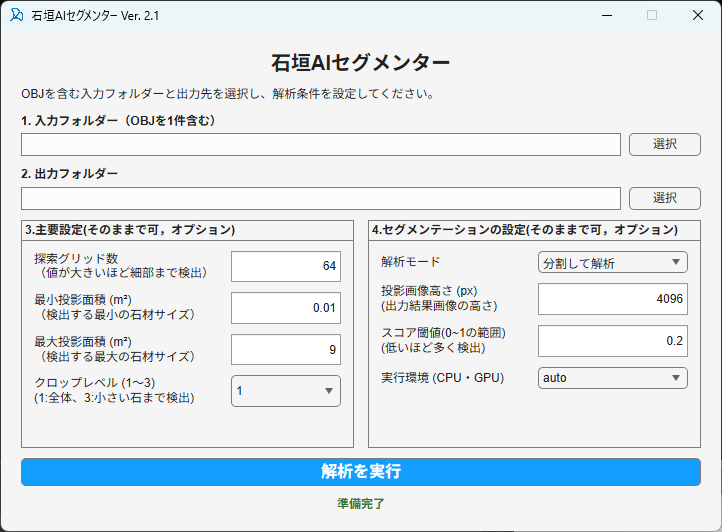 石垣AIセグメンター Ver. 2.1
石垣AIセグメンター
OBJを含む入力フォルダーと出力先を選択し、解析条件を設定してください。
1. 入力フォルダー（OBJを1件含む）
選択
2. 出力フォルダー
選択
3.主要設定(そのままで可，オプション)
探索グリッド数
（値が大きいほど細部まで検出）
64
最小投影面積 (m²)
（検出する最小の石材サイズ）
0.01
最大投影面積 (m²)
（検出する最大の石材サイズ）
9
クロップレベル (1～3)
(1:全体、3:小さい石まで検出)
1
4.セグメンテーションの設定(そのままで可，オプション)
解析モード
分割して解析
投影画像高さ (px)
(出力結果画像の高さ)
4096
スコア閾値(0~1の範囲)
(低いほど多く検出)
0.2
実行環境 (CPU・GPU)
auto
解析を実行
準備完了